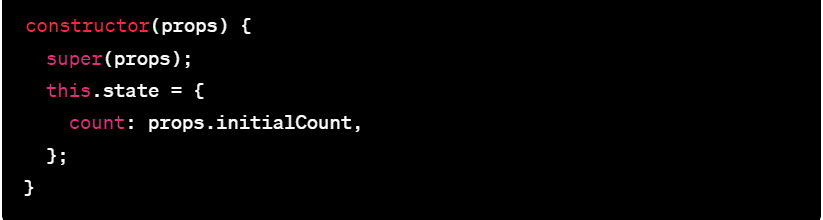 constructor(props) {
  super(props);
  this.state = {
    count: props.initialCount,
  };
}